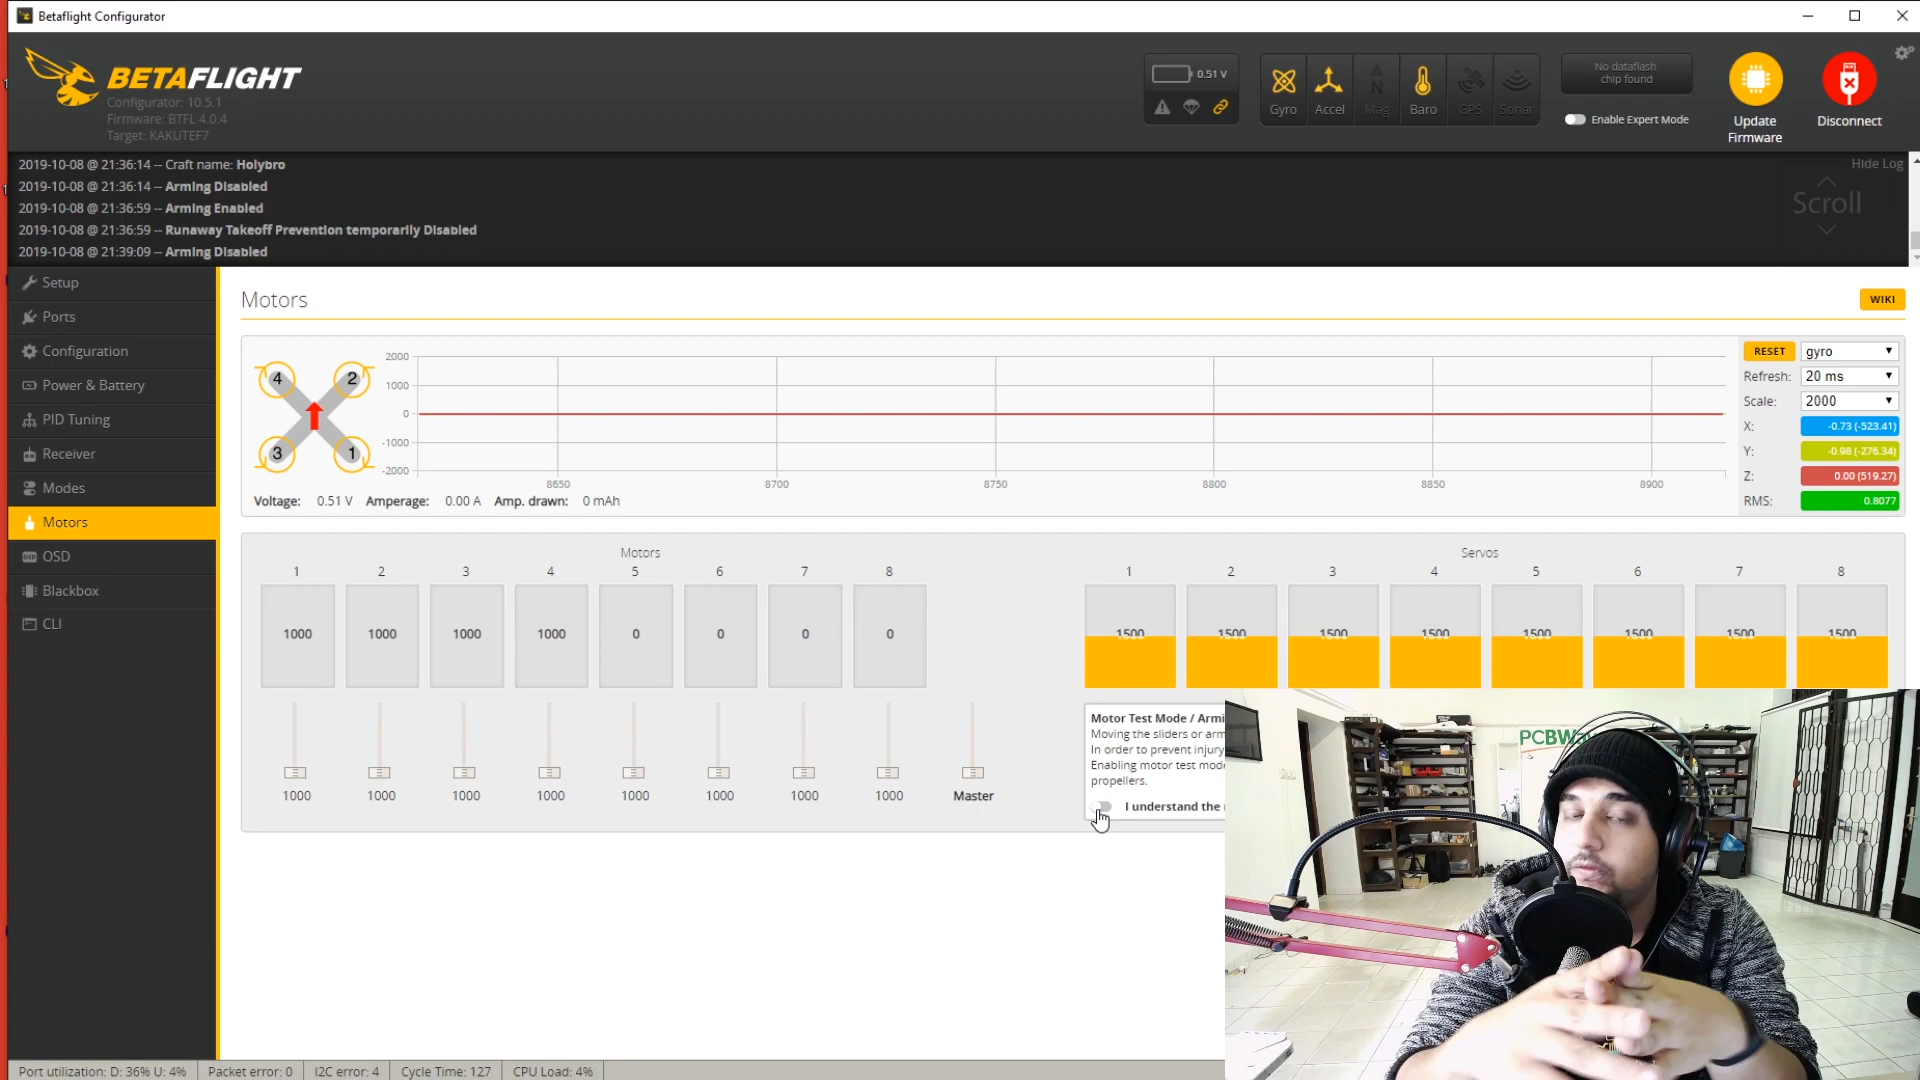 Betaflight Configurator
BETAFLIGHT
Configurator: 10.5.1
Firmware: BTFL 4.0.4
Target: KAKUTEF7
0.51 V
Gyro
Accel
Mag
Baro
GPS
Sonar
No dataflash
chip found
Enable Expert Mode
Update
Firmware
Disconnect
2019-10-08 @ 21:36:14 -- Craft name: Holybro
2019-10-08 @ 21:36:14 -- Arming Disabled
2019-10-08 @ 21:36:59 -- Arming Enabled
2019-10-08 @ 21:36:59 -- Runaway Takeoff Prevention temporarily Disabled
2019-10-08 @ 21:39:09 -- Arming Disabled
Hide Log
Scroll
Setup
Ports
Configuration
Power & Battery
PID Tuning
Receiver
Modes
Motors
OSD
Blackbox
CLI
Motors
WIKI
4
2
3
1
2000
1000
0
-1000
-2000
8650
8700
8750
8800
8850
8900
Voltage: 0.51 V Amperage: 0.00 A Amp. drawn: 0 mAh
RESET gyro
Refresh: 20 ms
Scale: 2000
X: -0.73 (-523.41)
Y: -0.98 (-276.34)
Z: 0.00 (519.27)
RMS: 0.8077
Motors
1 2 3 4 5 6 7 8
1000 1000 1000 1000 0 0 0 0
1000 1000 1000 1000 1000 1000 1000 1000 Master
Servos
1 2 3 4 5 6 7 8
1500 1500 1500 1500 1500 1500 1500 1500
Motor Test Mode / Armi
Moving the sliders or arm
In order to prevent injury
Enabling motor test mode
propellers.
I understand the
PCBWay
Port utilization: D: 36% U: 4%
Packet error: 0
I2C error: 4
Cycle Time: 127
CPU Load: 4%